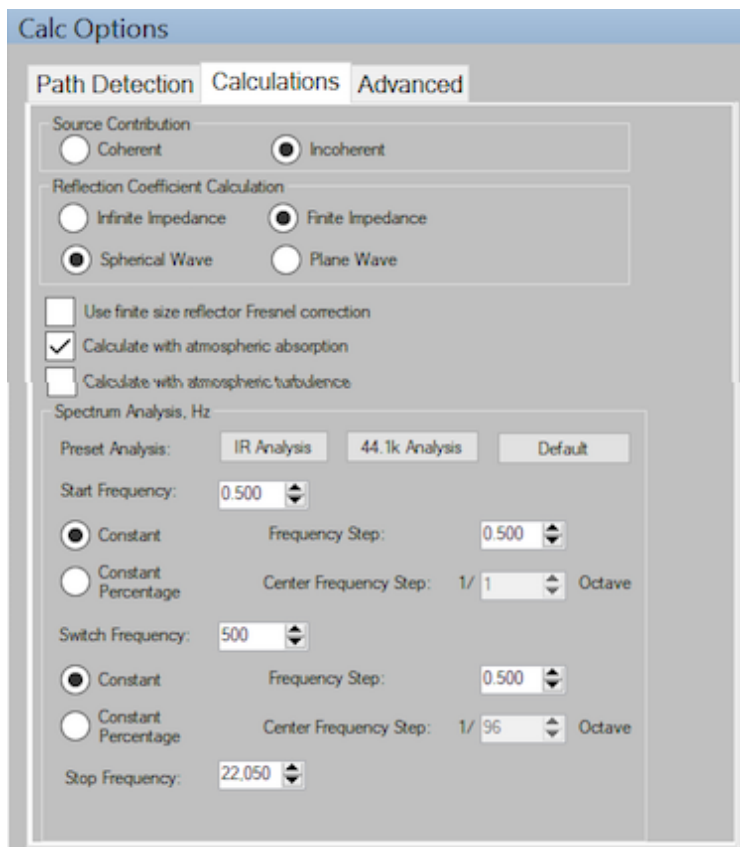 Calc Options
Path Detection Calculations Advanced
Source Contribution
Coherent Incoherent
Reflection Coefficient Calculation
Infinite Impedance Finite Impedance
Spherical Wave Plane Wave
Use finite size reflector Fresnel correction
Calculate with atmospheric absorption
Calculate with atmospheric turbulence
Spectrum Analysis, Hz
Preset Analysis: IR Analysis 44.1k Analysis Default
Start Frequency: 0.500
Constant Frequency Step: 0.500
Constant
Percentage Center Frequency Step: 1/ 1 Octave
Switch Frequency: 500
Constant Frequency Step: 0.500
Constant
Percentage Center Frequency Step: 1/ 96 Octave
Stop Frequency: 22,050